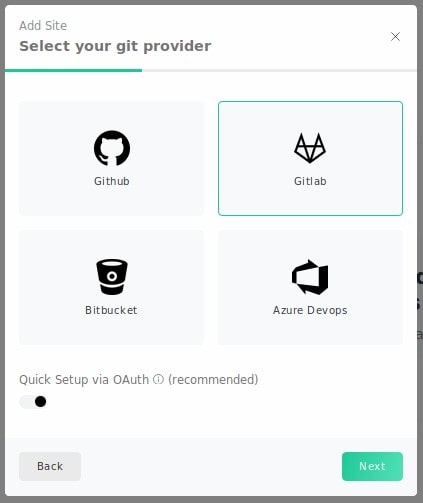 Add Site
Select your git provider
Github
Gitlab
Bitbucket
Azure Devops
Quick Setup via OAuth (recommended)
Back
Next